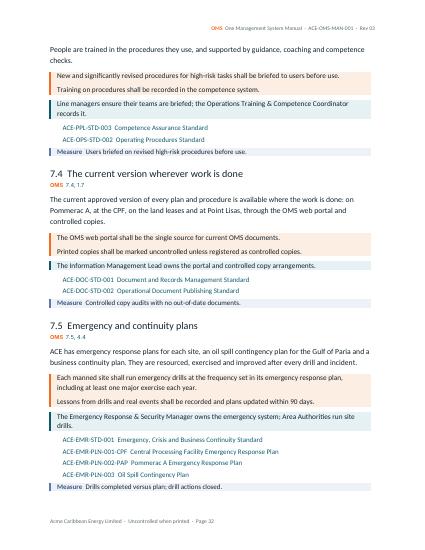 OMS One Management System Manual · ACE-OMS-MAN-001 · Rev 03
People are trained in the procedures they use, and supported by guidance, coaching and competence
checks.
New and significantly revised procedures for high-risk tasks shall be briefed to users before use.
Training on procedures shall be recorded in the competence system.
Line managers ensure their teams are briefed; the Operations Training & Competence Coordinator
records it.
ACE-PPL-STD-003 Competence Assurance Standard
ACE-OPS-STD-002 Operating Procedures Standard
Measure Users briefed on revised high-risk procedures before use.
7.4 The current version wherever work is done
OMS 7.4, 1.7
The current approved version of every plan and procedure is available where the work is done: on
Pommerac A, at the CPF, on the land leases and at Point Lisas, through the OMS web portal and
controlled copies.
The OMS web portal shall be the single source for current OMS documents.
Printed copies shall be marked uncontrolled unless registered as controlled copies.
The Information Management Lead owns the portal and controlled copy arrangements.
ACE-DOC-STD-001 Document and Records Management Standard
ACE-DOC-STD-002 Operational Document Publishing Standard
Measure Controlled copy audits with no out-of-date documents.
7.5 Emergency and continuity plans
OMS 7.5, 4.4
ACE has emergency response plans for each site, an oil spill contingency plan for the Gulf of Paria and a
business continuity plan. They are resourced, exercised and improved after every drill and incident.
Each manned site shall run emergency drills at the frequency set in its emergency response plan,
including at least one major exercise each year.
Lessons from drills and real events shall be recorded and plans updated within 90 days.
The Emergency Response & Security Manager owns the emergency system; Area Authorities run site
drills.
ACE-EMR-STD-001 Emergency, Crisis and Business Continuity Standard
ACE-EMR-PLN-001-CPF Central Processing Facility Emergency Response Plan
ACE-EMR-PLN-002-PAP Pommerac A Emergency Response Plan
ACE-EMR-PLN-003 Oil Spill Contingency Plan
Measure Drills completed versus plan; drill actions closed.
Acme Caribbean Energy Limited · Uncontrolled when printed · Page 32